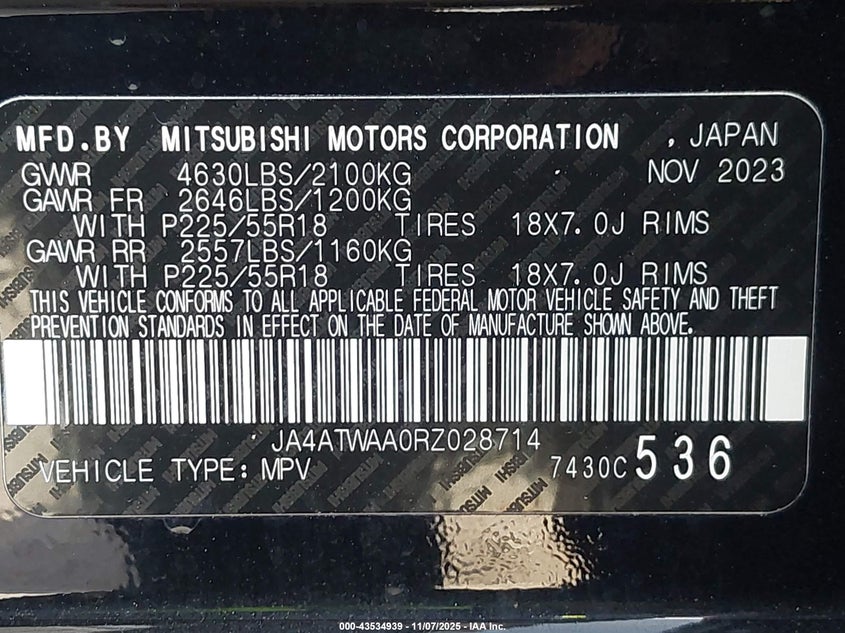 MFD.BY MITSUBISHI MOTORS CORPORATION , JAPAN
GVWR 4630LBS/2100KG NOV 2023
GAWR FR 2646LBS/1200KG
WITH P225/55R18 TIRES 18X7.0J RIMS
GAWR RR 2557LBS/1160KG
WITH P225/55R18 TIRES 18X7.0J RIMS
THIS VEHICLE CONFORMS TO ALL APPLICABLE FEDERAL MOTOR VEHICLE SAFETY AND THEFT
PREVENTION STANDARDS IN EFFECT ON THE DATE OF MANUFACTURE SHOWN ABOVE.
JA4ATWAA0RZ028714
VEHICLE TYPE: MPV 7430C 536
000-43534939 - 11/07/2025 - IAA Inc.